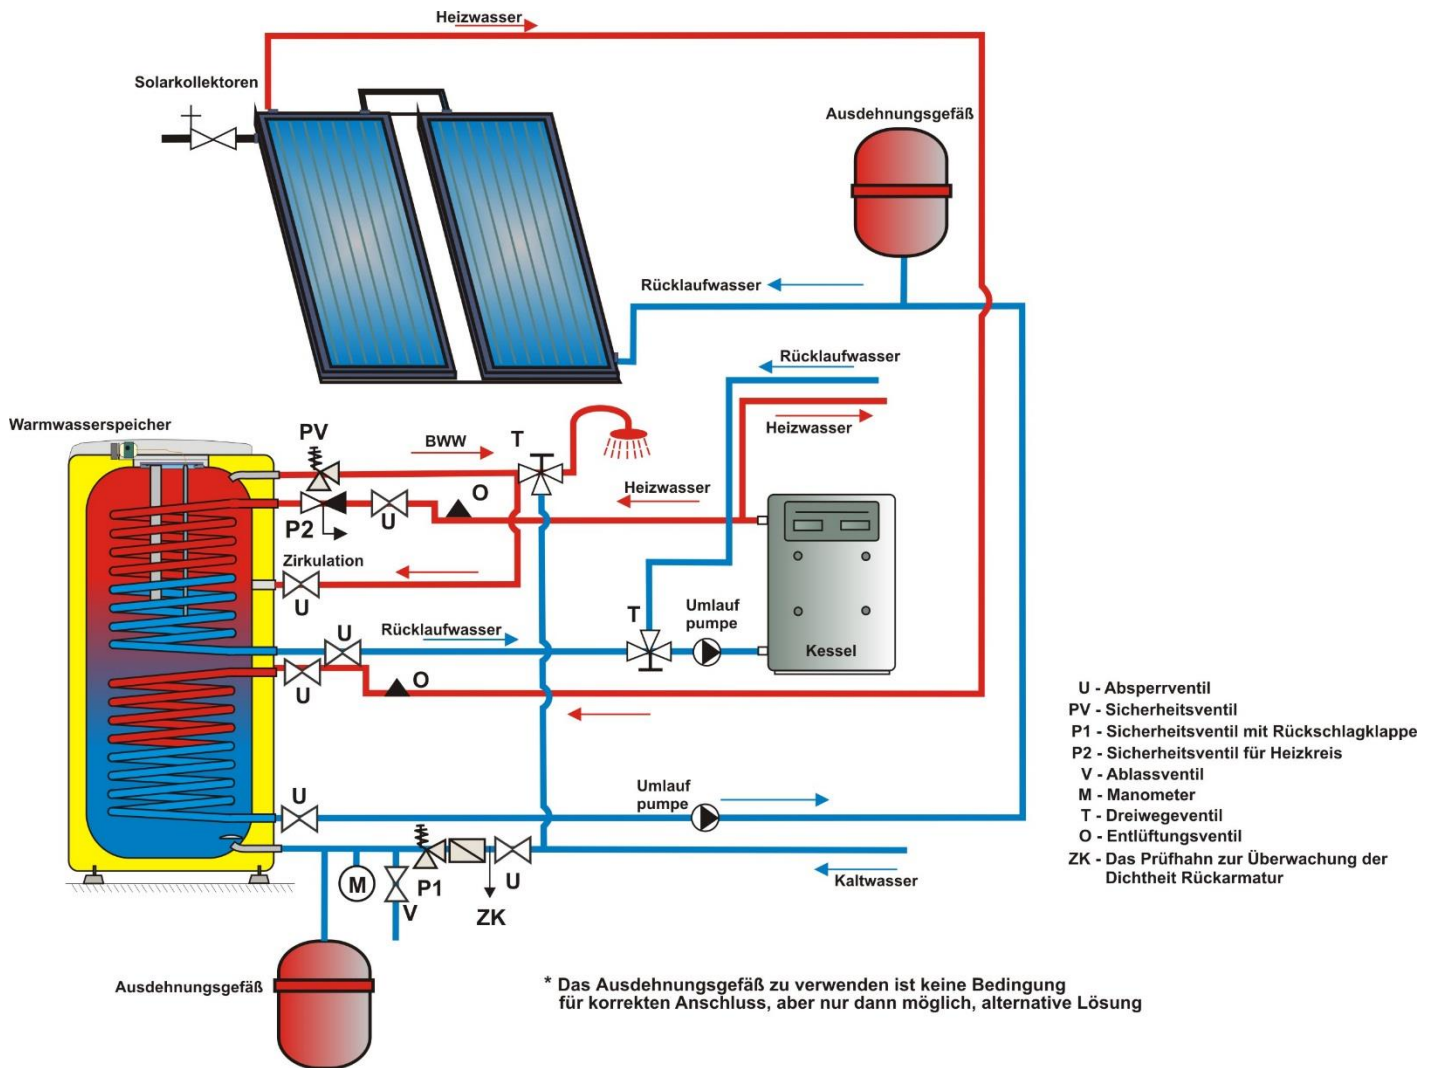 Heizwasser
Solarkollektoren
Ausdehnungsgefäß
Rücklaufwasser
Rücklaufwasser
Heizwasser
Warmwasserspeicher
PV
BWW
T
Heizwasser
O
P2
U
Zirkulation
U
Rücklaufwasser
U
T
Umlauf
pumpe
Kessel
U
O
U
Umlauf
pumpe
M
V
P1
ZK
U
Kaltwasser
U - Absperrventil
PV - Sicherheitsventil
P1 - Sicherheitsventil mit Rückschlagklappe
P2 - Sicherheitsventil für Heizkreis
V - Ablassventil
M - Manometer
T - Dreiwegeventil
O - Entlüftungsventil
ZK - Das Prüfhahn zur Überwachung der
Dichtheit Rückarmatur
Ausdehnungsgefäß
* Das Ausdehnungsgefäß zu verwenden ist keine Bedingung
für korrekten Anschluss, aber nur dann möglich, alternative Lösung